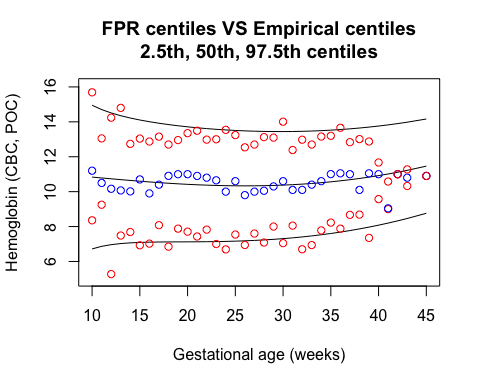 FPR centiles VS Empirical centiles
2.5th, 50th, 97.5th centiles
Hemoglobin (CBC, POC)
16
14
12
10
8
6
10 15 20 25 30 35 40 45
Gestational age (weeks)